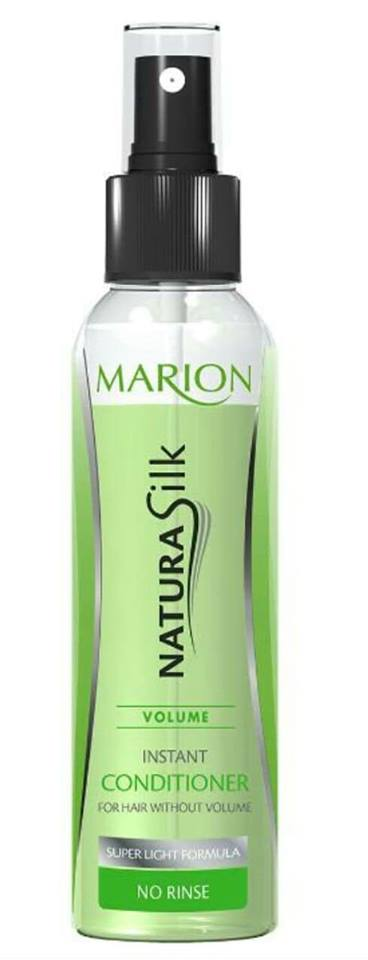 MARION
NATURA Silk
VOLUME
INSTANT
CONDITIONER
FOR HAIR WITHOUT VOLUME
SUPER LIGHT FORMULA
NO RINSE